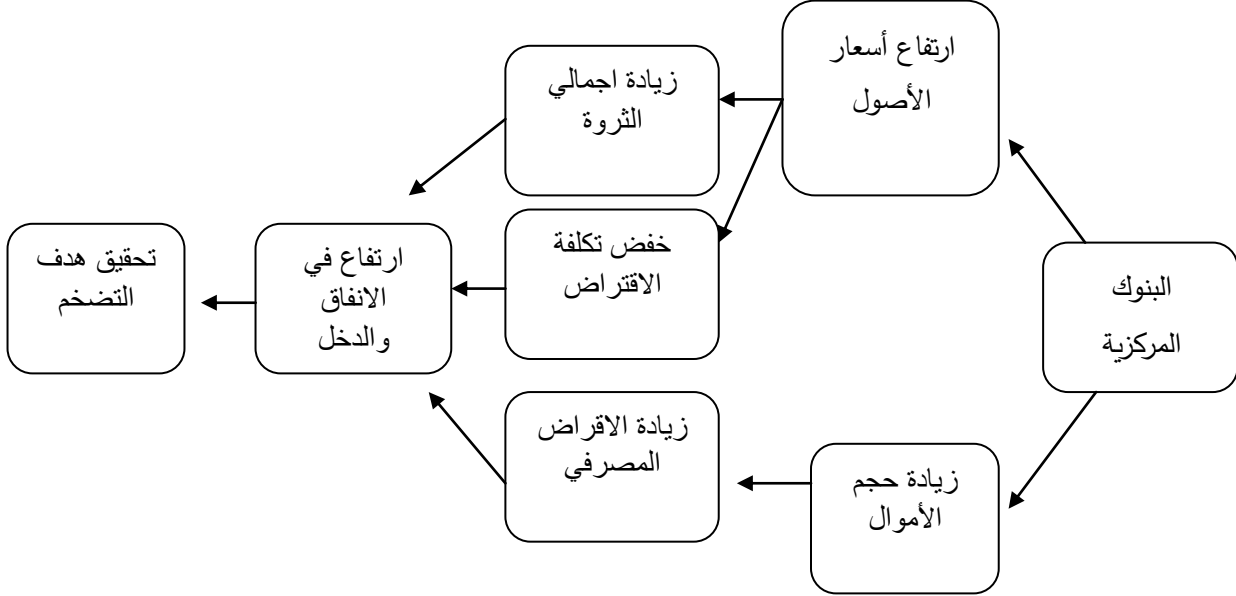 البنوك
المركزية
ارتفاع أسعار
الأصول
زيادة حجم
الأموال
زيادة اجمالي
الثروة
خفض تكلفة
الاقتراض
زيادة الاقراض
المصرفي
ارتفاع في
الانفاق
والدخل
تحقيق هدف
التضخم